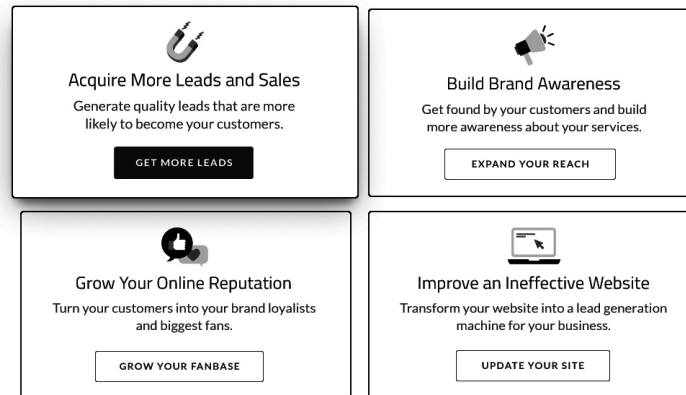 Acquire More Leads and Sales
Generate quality leads that are more
likely to become your customers.
GET MORE LEADS
Build Brand Awareness
Get found by your customers and build
more awareness about your services.
EXPAND YOUR REACH
Grow Your Online Reputation
Turn your customers into your brand loyalists
and biggest fans.
GROW YOUR FANBASE
Improve an Ineffective Website
Transform your website into a lead generation
machine for your business.
UPDATE YOUR SITE